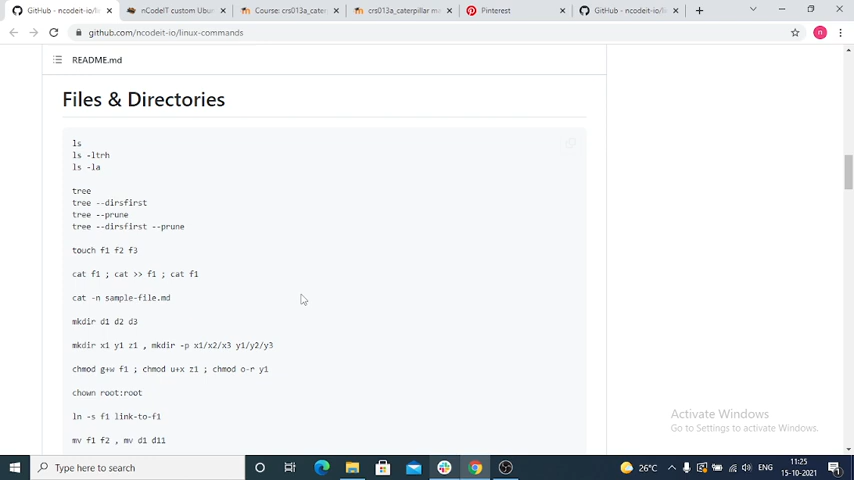 GitHub - ncodeit-io/li
nCodeIT custom Ubun
Course: crs013a_cater
crs013a_caterpillar ma
Pinterest
GitHub - ncodeit-io/lin
github.com/ncodeit-io/linux-commands
n
README.md
Files & Directories
ls
ls -ltrh
ls -la
tree
tree --dirsfirst
tree --prune
tree --dirsfirst --prune
touch f1 f2 f3
cat f1 ; cat >> f1 ; cat f1
cat -n sample-file.md
mkdir d1 d2 d3
mkdir x1 y1 z1 , mkdir -p x1/x2/x3 y1/y2/y3
chmod g+w f1 ; chmod u+x z1 ; chmod o-r y1
chown root:root
ln -s f1 link-to-f1
mv f1 f2 , mv d1 d11
Activate Windows
Go to Settings to activate Windows.
Type here to search
26°C
ENG
11:25
15-10-2021